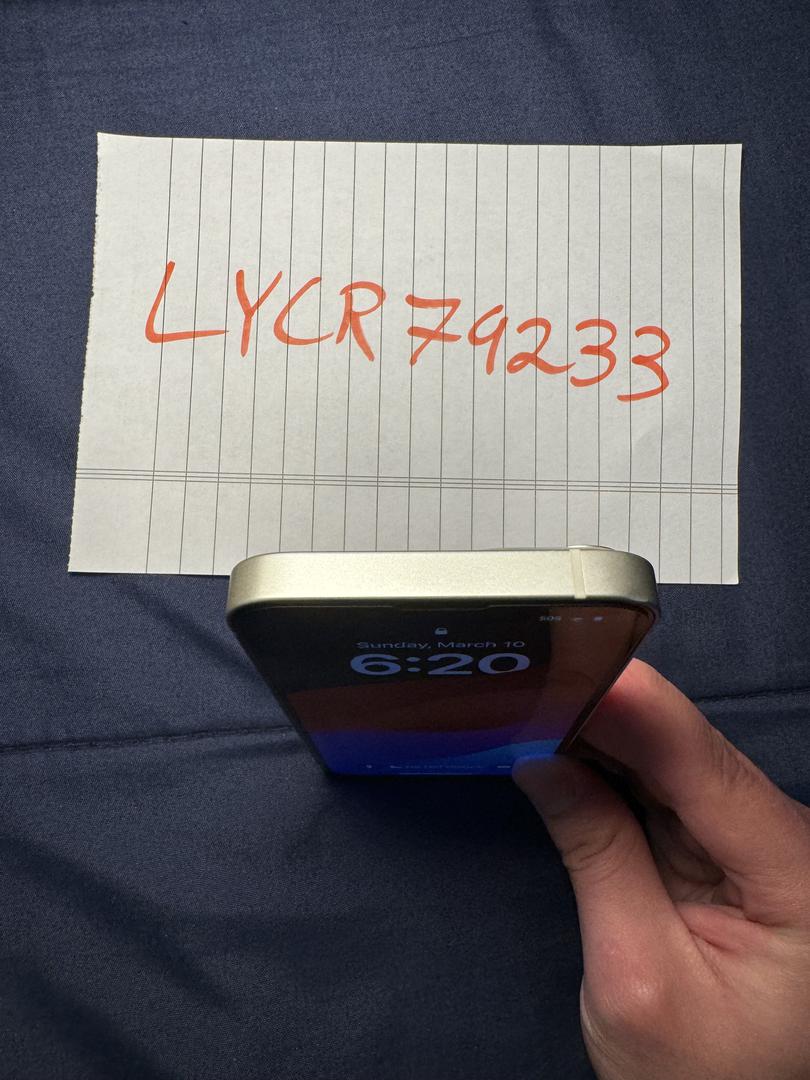 LYCR79233
SOS
Sunday, March 10
6:20